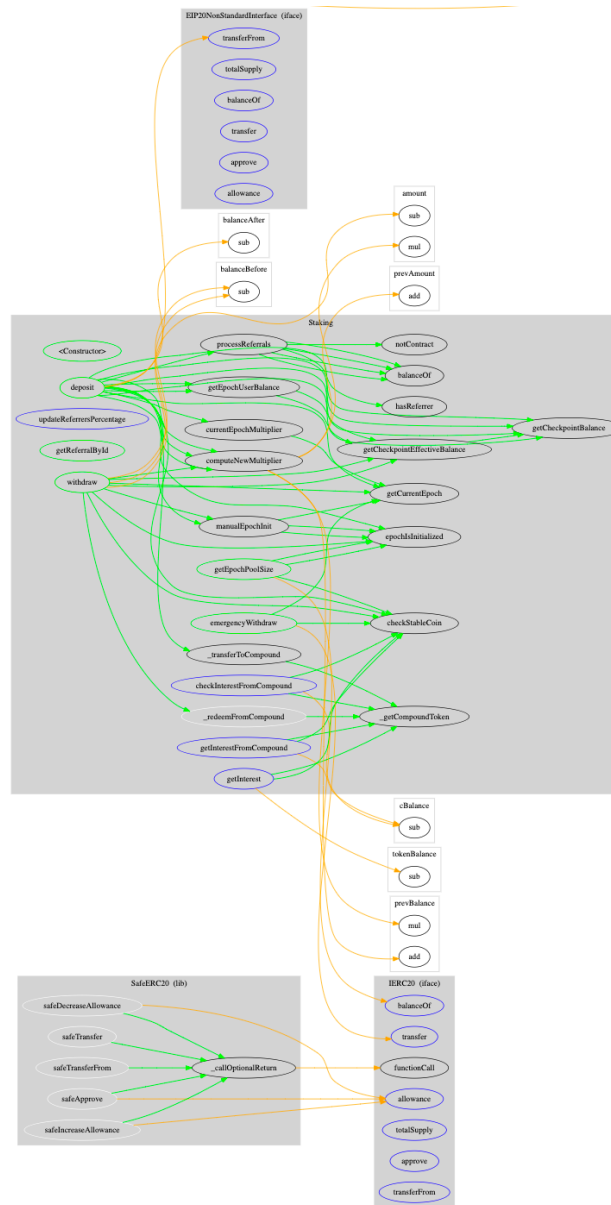 EIP20NonStandardInterface (iface)
transferFrom
totalSupply
balanceOf
transfer
approve
allowance
balanceAfter
sub
balanceBefore
sub
amount
sub
mul
prevAmount
add
Staking
<Constructor>
deposit
updateReferrersPercentage
getReferralById
withdraw
processReferrals
getEpochUserBalance
currentEpochMultiplier
computeNewMultiplier
manualEpochInit
getEpochPoolSize
emergencyWithdraw
_transferToCompound
checkInterestFromCompound
_redeemFromCompound
getInterestFromCompound
getInterest
notContract
balanceOf
hasReferrer
getCheckpointEffectiveBalance
getCurrentEpoch
epochIsInitialized
checkStableCoin
_getCompoundToken
getCheckpointBalance
cBalance
sub
tokenBalance
sub
prevBalance
mul
add
SafeERC20 (lib)
safeDecreaseAllowance
safeTransfer
safeTransferFrom
safeApprove
safeIncreaseAllowance
_callOptionalReturn
IERC20 (iface)
balanceOf
transfer
functionCall
allowance
totalSupply
approve
transferFrom